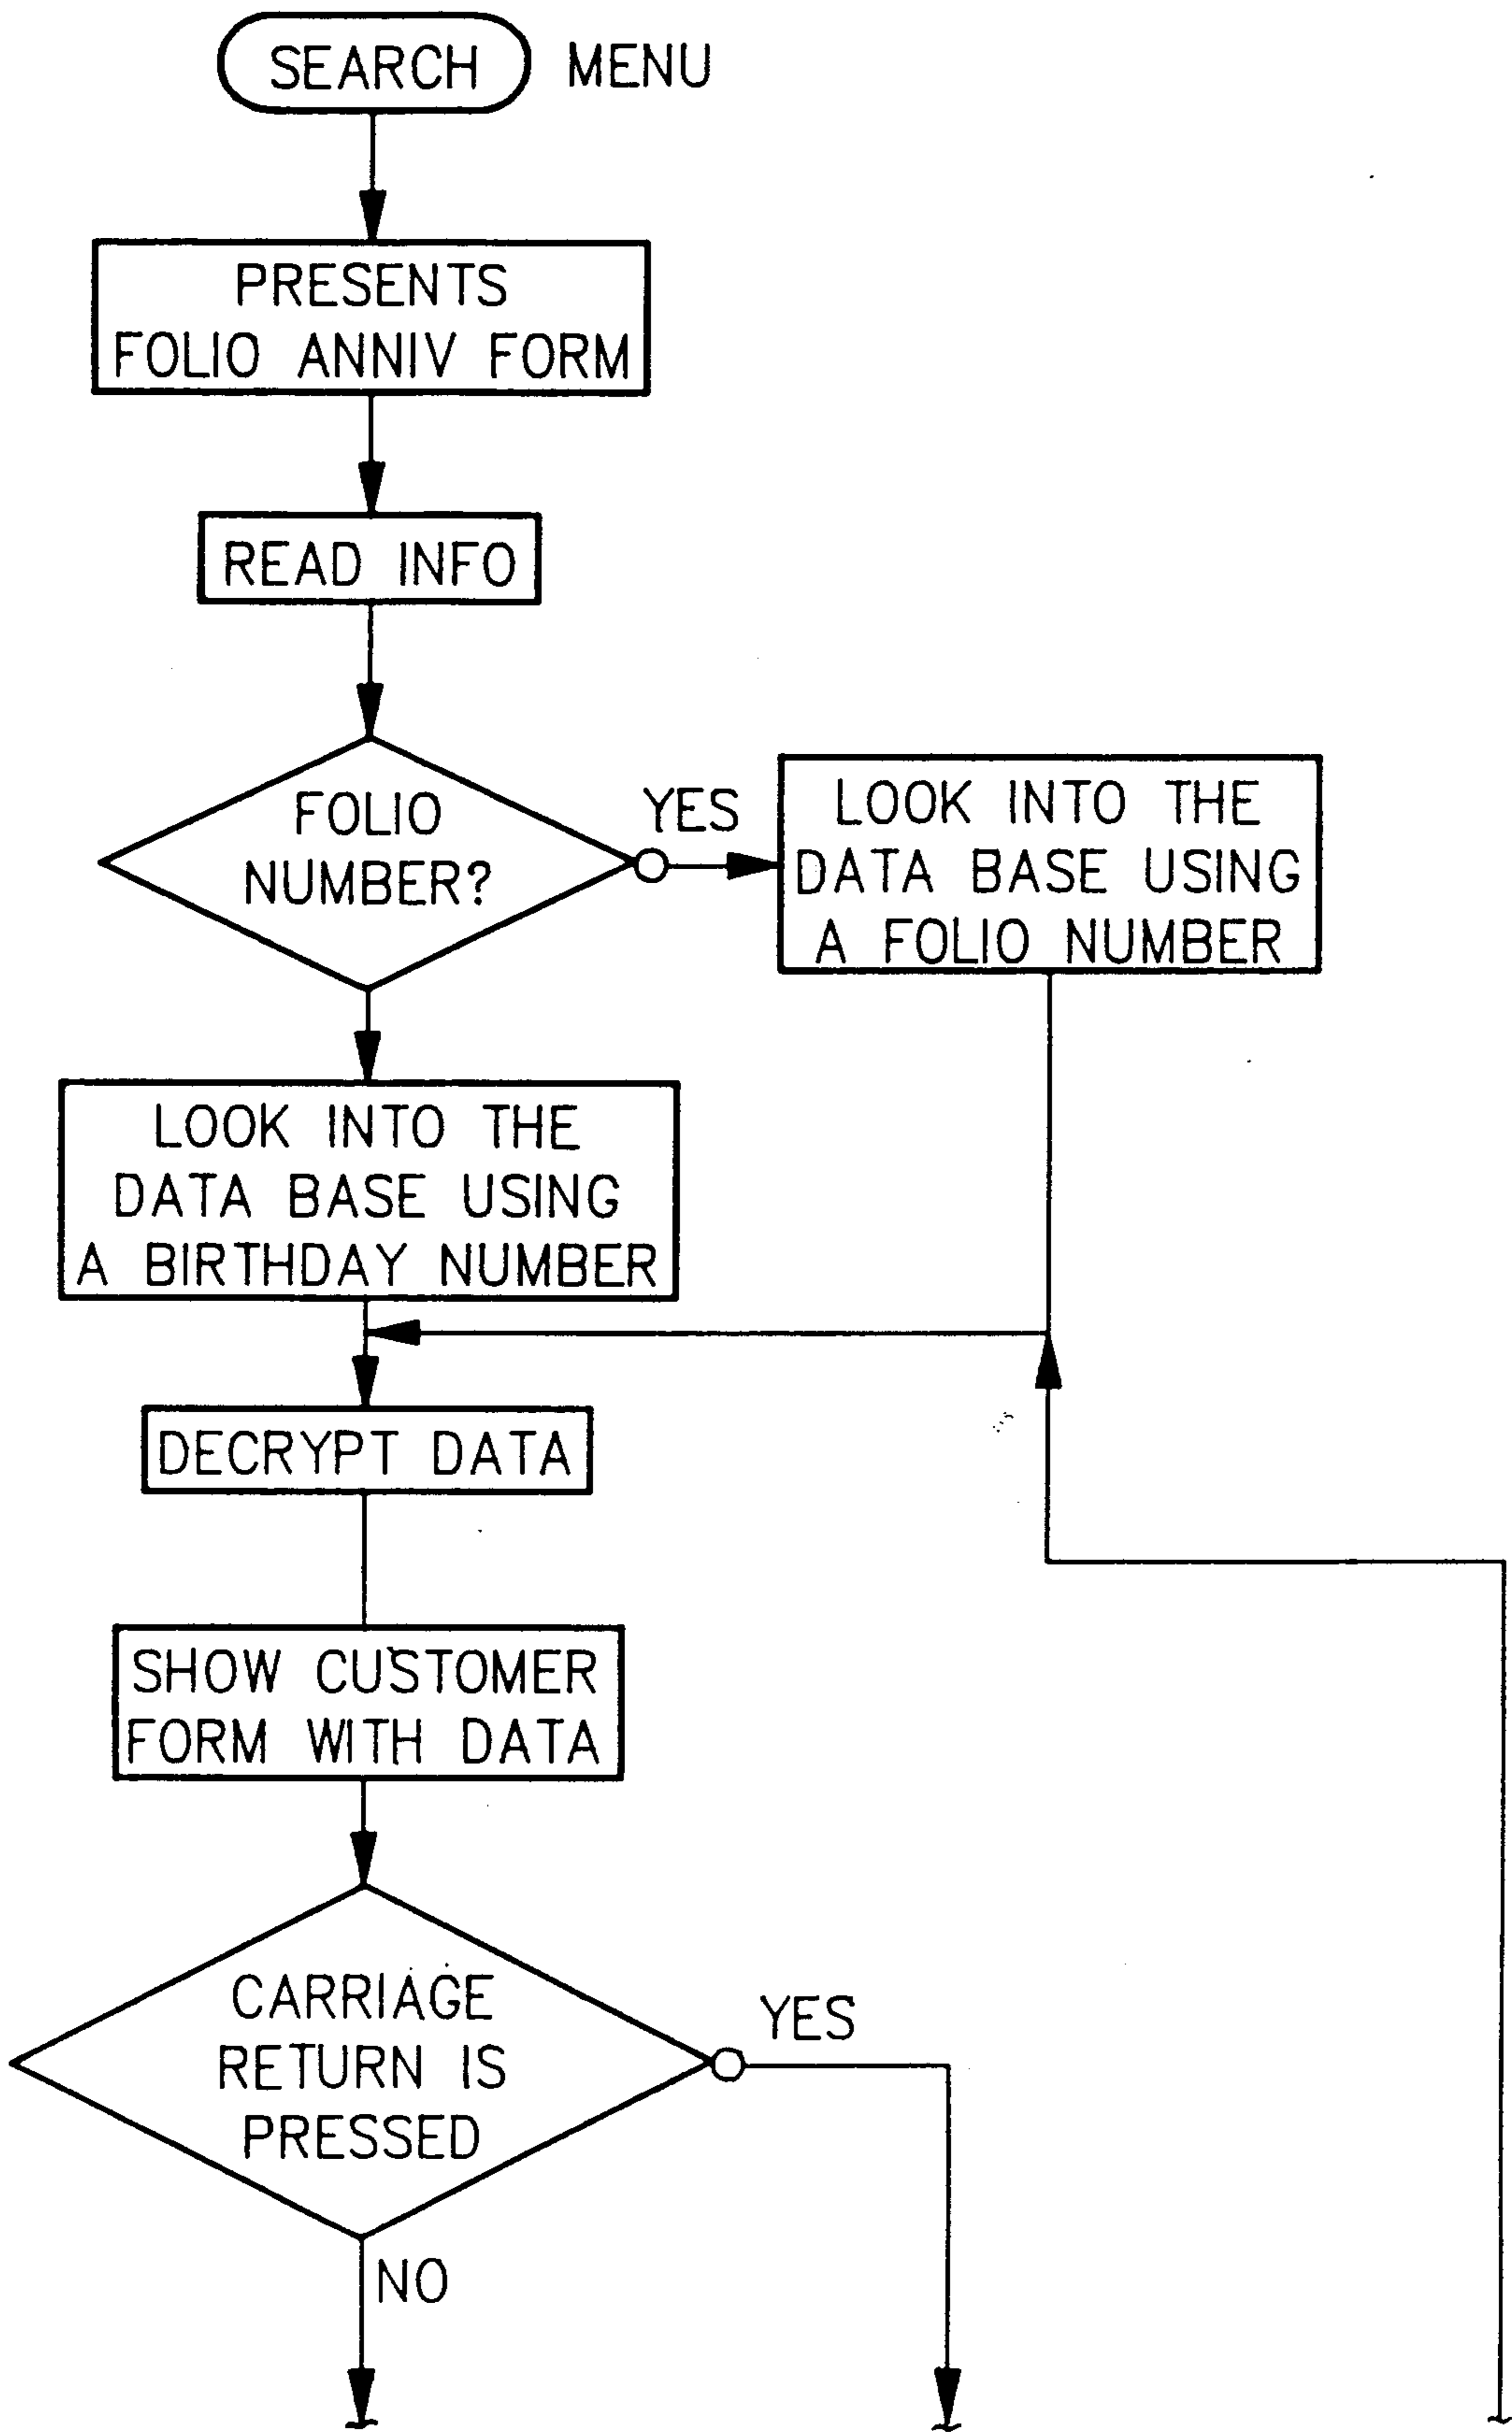 SEARCH MENU
PRESENTS
FOLIO ANNIV FORM
READ INFO
FOLIO
NUMBER?
YES
LOOK INTO THE
DATA BASE USING
A FOLIO NUMBER
LOOK INTO THE
DATA BASE USING
A BIRTHDAY NUMBER
DECRYPT DATA
SHOW CUSTOMER
FORM WITH DATA
CARRIAGE
RETURN IS
PRESSED
YES
NO